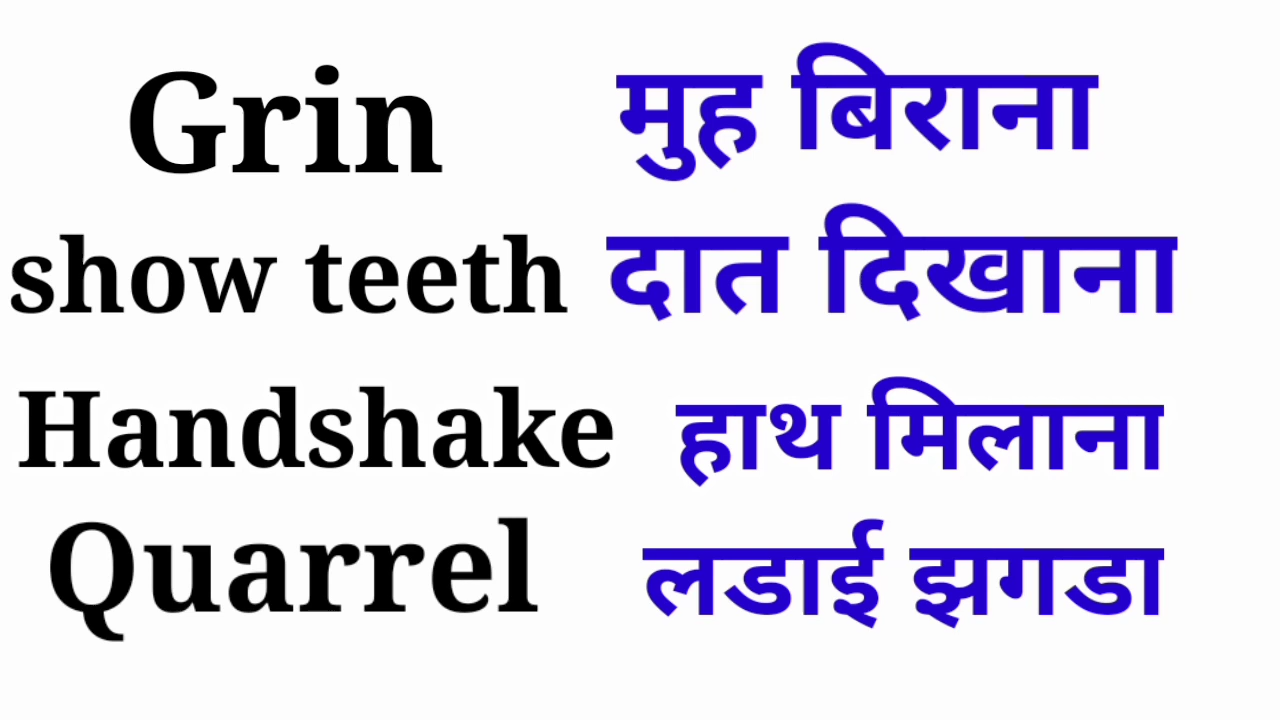 Grin मुह बिराना
show teeth दात दिखाना
Handshake हाथ मिलाना
Quarrel लडाई झगडा